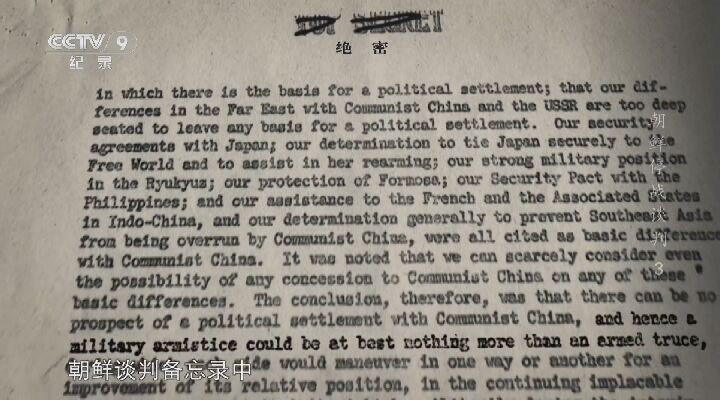 CCTV 9
纪录
TOP SECRET
绝密
in which there is the basis for a political settlement; that our dif-
ferences in the Far East with Communist China and the USSR are too deep
seated to leave any basis for a political settlement. Our security
agreements with Japan; our determination to tie Japan securely to the
Free World and to assist in her rearming; our strong military position
in the Ryukyus; our protection of Formosa; our Security Pact with the
Philippines; and our assistance to the French and the Associated States
in Indo-China, and our determination generally to prevent Southeast Asia
from being overrun by Communist China, were all cited as basic difference
with Communist China. It was noted that we can scarcely consider even
the possibility of any concession to Communist China on any of these
basic differences. The conclusion, therefore, was that there can be no
prospect of a political settlement with Communist China, and hence a
military armistice could be at best nothing more than an armed truce,
would maneuver in one way or another for an
improvement of its relative position, in the continuing implacable
朝鲜停战谈判 3
朝鲜谈判备忘录中